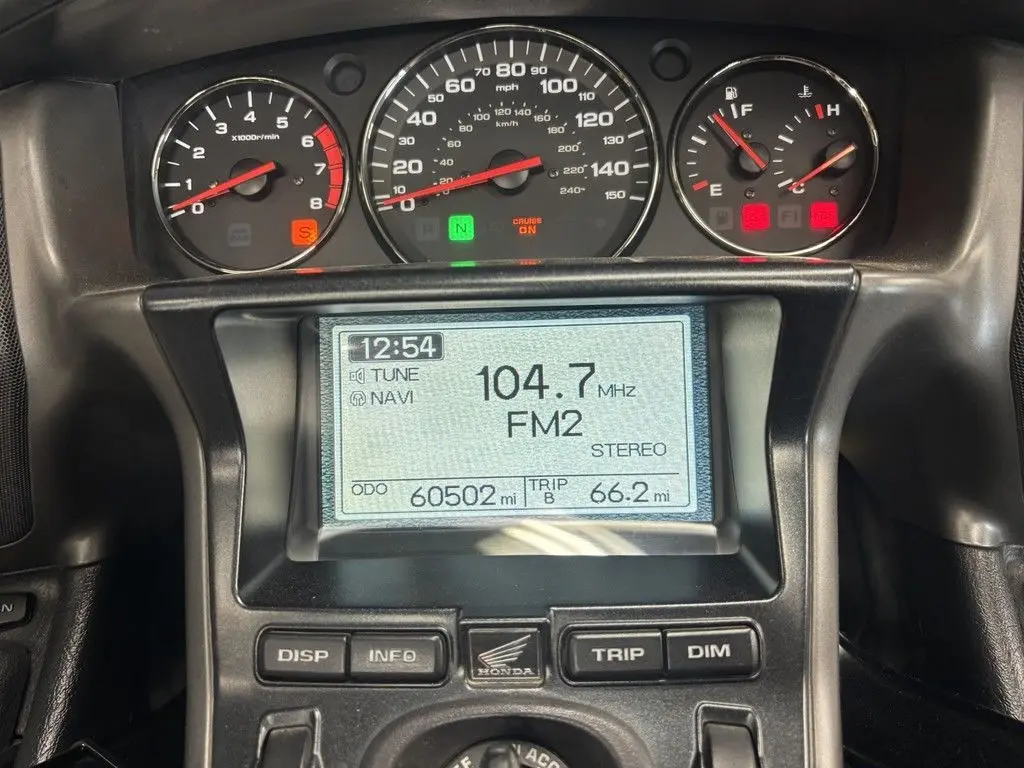 0 1 2 3 4 5 6 7 8
x1000r/min
S
0 10 20 30 40 50 60 70 80 90 100 110 120 130 140 150
mph
20 40 60 80 100 120 140 160 180 200 220 240
km/h
N
CRUISE
ON
F
E
H
C
12:54
TUNE
NAVI
104.7 MHz
FM2
STEREO
ODO 60502 mi
TRIP B 66.2 mi
DISP INFO
HONDA
TRIP DIM
ACC